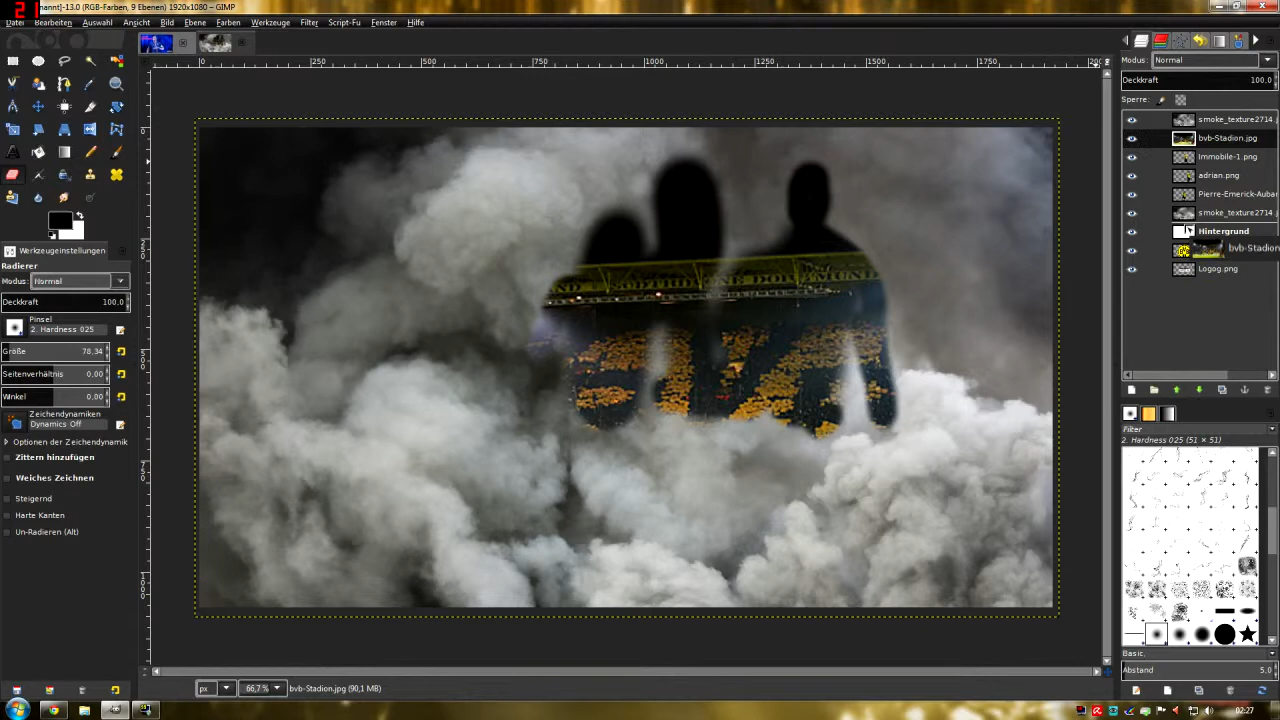 21
nannt]-13.0 (RGB-Farben, 9 Ebenen) 1920x1080 – GIMP
Datei Bearbeiten Auswahl Ansicht Bild Ebene Farben Werkzeuge Filter Script-Fu Fenster Hilfe
0 250 500 750 1000 1250 1500 1750
Modus: Normal
Deckkraft 100.0
Sperre:
smoke_texture2714
bvb-Stadion.jpg
Immobile-1.png
adrian.png
Pierre-Emerick-Aubar
smoke_texture2714
Hintergrund
bvb-Stadion
Logog.png
Werkzeugeinstellungen
Radierer
Modus: Normal
Deckkraft 100.0
Pinsel
2. Hardness 025
Größe 78,34
Seitenverhältnis 0.00
Winkel 0,00
Zeichendynamiken
Dynamics Off
Optionen der Zeichendynamik
Zittern hinzufügen
Weiches Zeichnen
Steigernd
Harte Kanten
Un-Radieren (Alt)
Filter
2. Hardness 025 (51 × 51)
Basic,
Abstand 5.0
px 66,7 % bvb-Stadion.jpg (90,1 MB)
02:27